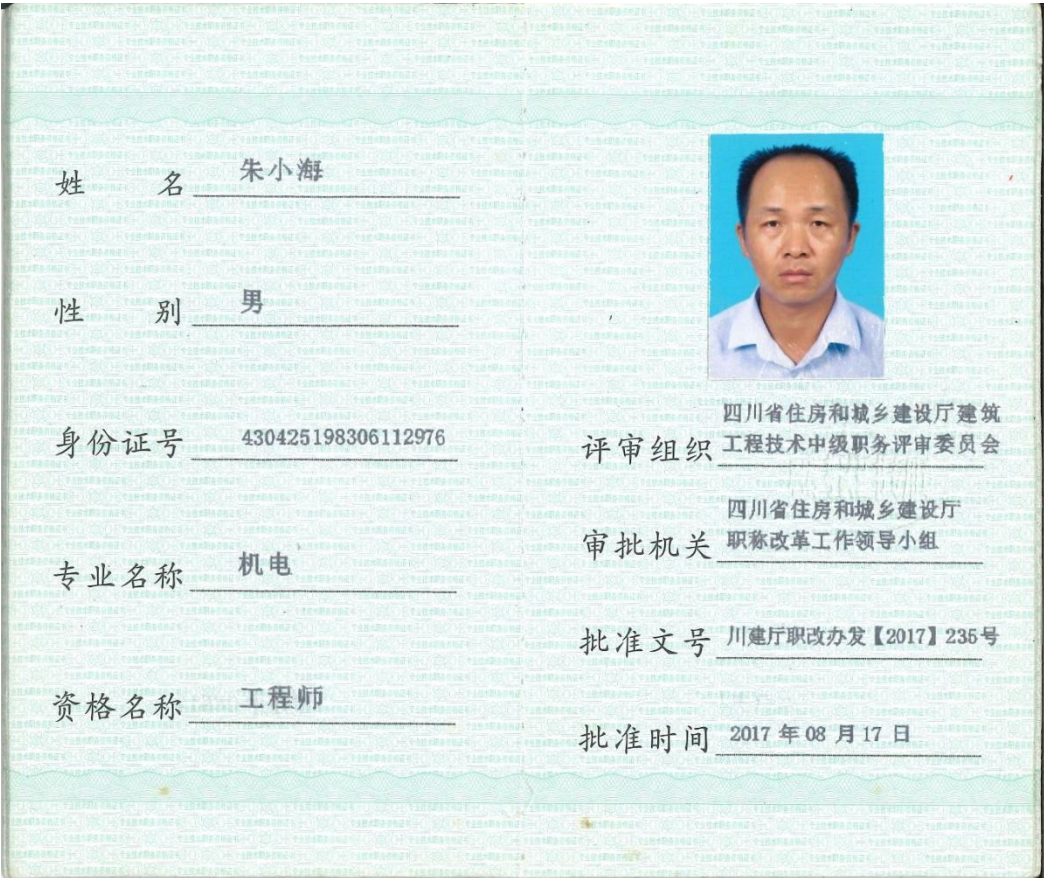 姓名 朱小海
性别 男
身份证号 430425198306112976
专业名称 机电
资格名称 工程师
评审组织 四川省住房和城乡建设厅建筑
工程技术中级职务评审委员会
审批机关 四川省住房和城乡建设厅
职称改革工作领导小组
批准文号 川建厅职改办发【2017】235号
批准时间 2017 年 08 月 17 日